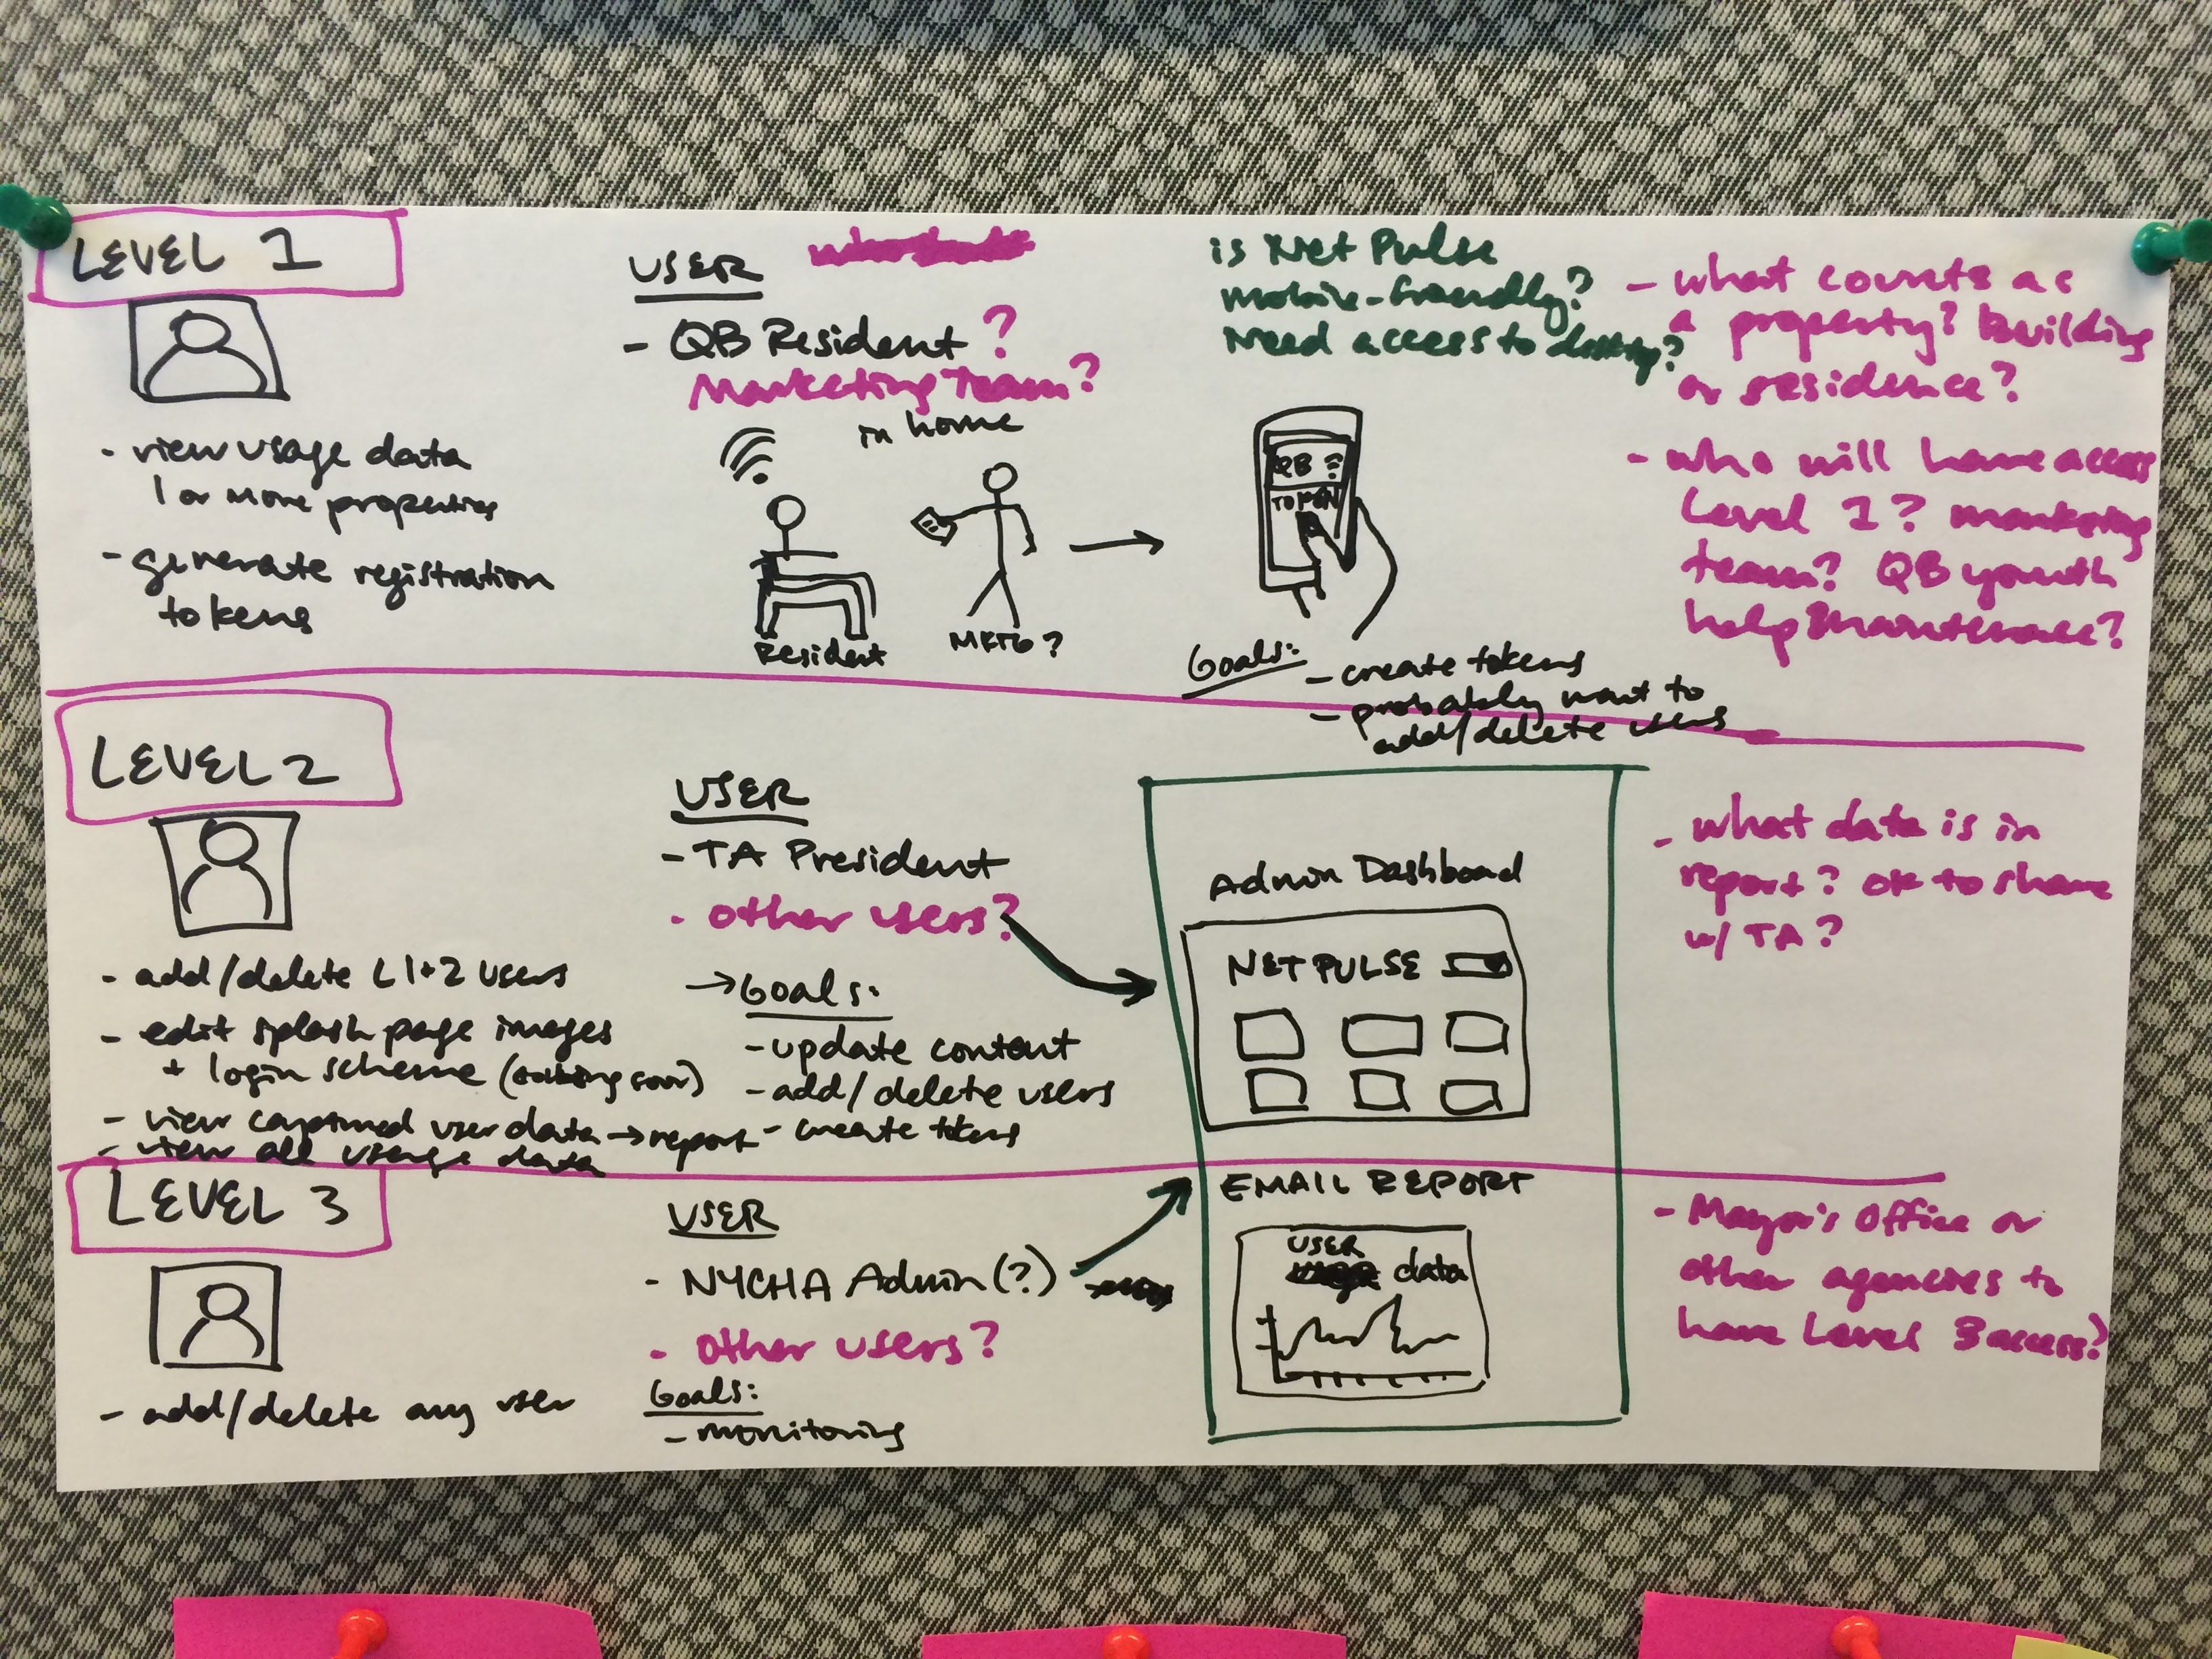 LEVEL 1
- view usage data
1 or more properties
- generate registration
tokens
USER
- QB Resident ?
Marketing Team?
in home
Resident
MKTG ?
is Net Pulse
mobile-friendly?
Need access to
QB ?
TOKEN
Goals:
- create tokens
- probably want to
add/delete users
- what counts as
a property? building
or residence?
- who will have access
Level 1? marketing
team? QB youth
help maintenance?
LEVEL 2
- add/delete L1+2 users
- edit splash page images
+ login scheme (
- view captured user data → report
- view all usage data
USER
- TA President
- other users?
→ Goals:
- update content
- add/delete users
- create tokens
Admin Dashboard
NET PULSE
- what data is in
report? OK to share
w/ TA?
LEVEL 3
- add/delete any user
USER
- NYCHA Admin (?)
- other users?
Goals:
- monitoring
EMAIL REPORT
USER
data
- Mayor's Office or
other agencies to
have Level 3 access?